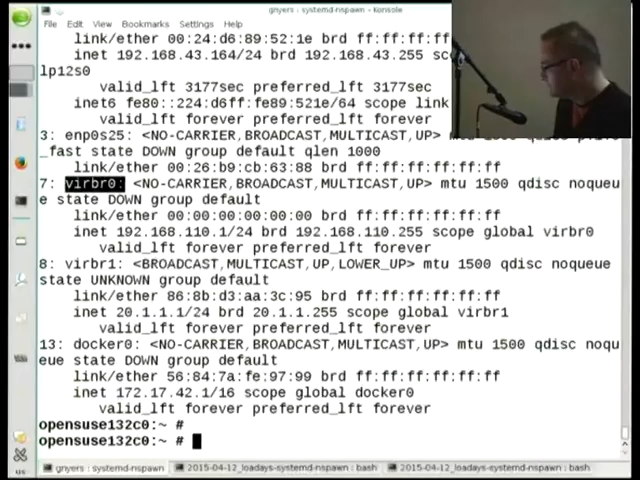 gnyers : systemd-nspawn - Konsole
File Edit View Bookmarks Settings Help
link/ether 00:24:d6:89:52:1e brd ff:ff:ff:ff
inet 192.168.43.164/24 brd 192.168.43.255 sc
lp12s0
valid_lft 3177sec preferred_lft 3177sec
inet6 fe80::224:d6ff:fe89:521e/64 scope link
valid_lft forever preferred_lft forever
3: enp0s25: <NO-CARRIER,BROADCAST,MULTICAST,UP> mtu 1500 qdisc
_fast state DOWN group default qlen 1000
link/ether 00:26:b9:cb:63:88 brd ff:ff:ff:ff:ff:ff
7: virbr0: <NO-CARRIER,BROADCAST,MULTICAST,UP> mtu 1500 qdisc noqueu
e state DOWN group default
link/ether 00:00:00:00:00:00 brd ff:ff:ff:ff:ff:ff
inet 192.168.110.1/24 brd 192.168.110.255 scope global virbr0
valid_lft forever preferred_lft forever
8: virbr1: <BROADCAST,MULTICAST,UP,LOWER_UP> mtu 1500 qdisc noqueue
state UNKNOWN group default
link/ether 86:8b:d3:aa:3c:95 brd ff:ff:ff:ff:ff:ff
inet 20.1.1.1/24 brd 20.1.1.255 scope global virbr1
valid_lft forever preferred_lft forever
13: docker0: <NO-CARRIER,BROADCAST,MULTICAST,UP> mtu 1500 qdisc noqu
eue state DOWN group default
link/ether 56:84:7a:fe:97:99 brd ff:ff:ff:ff:ff:ff
inet 172.17.42.1/16 scope global docker0
valid_lft forever preferred_lft forever
opensuse132c0:~ #
opensuse132c0:~ #
gnyers : systemd-nspawn
2015-04-12_loadays-systemd-nspawn : bash
2015-04-12_loadays-systemd-nspawn : bash